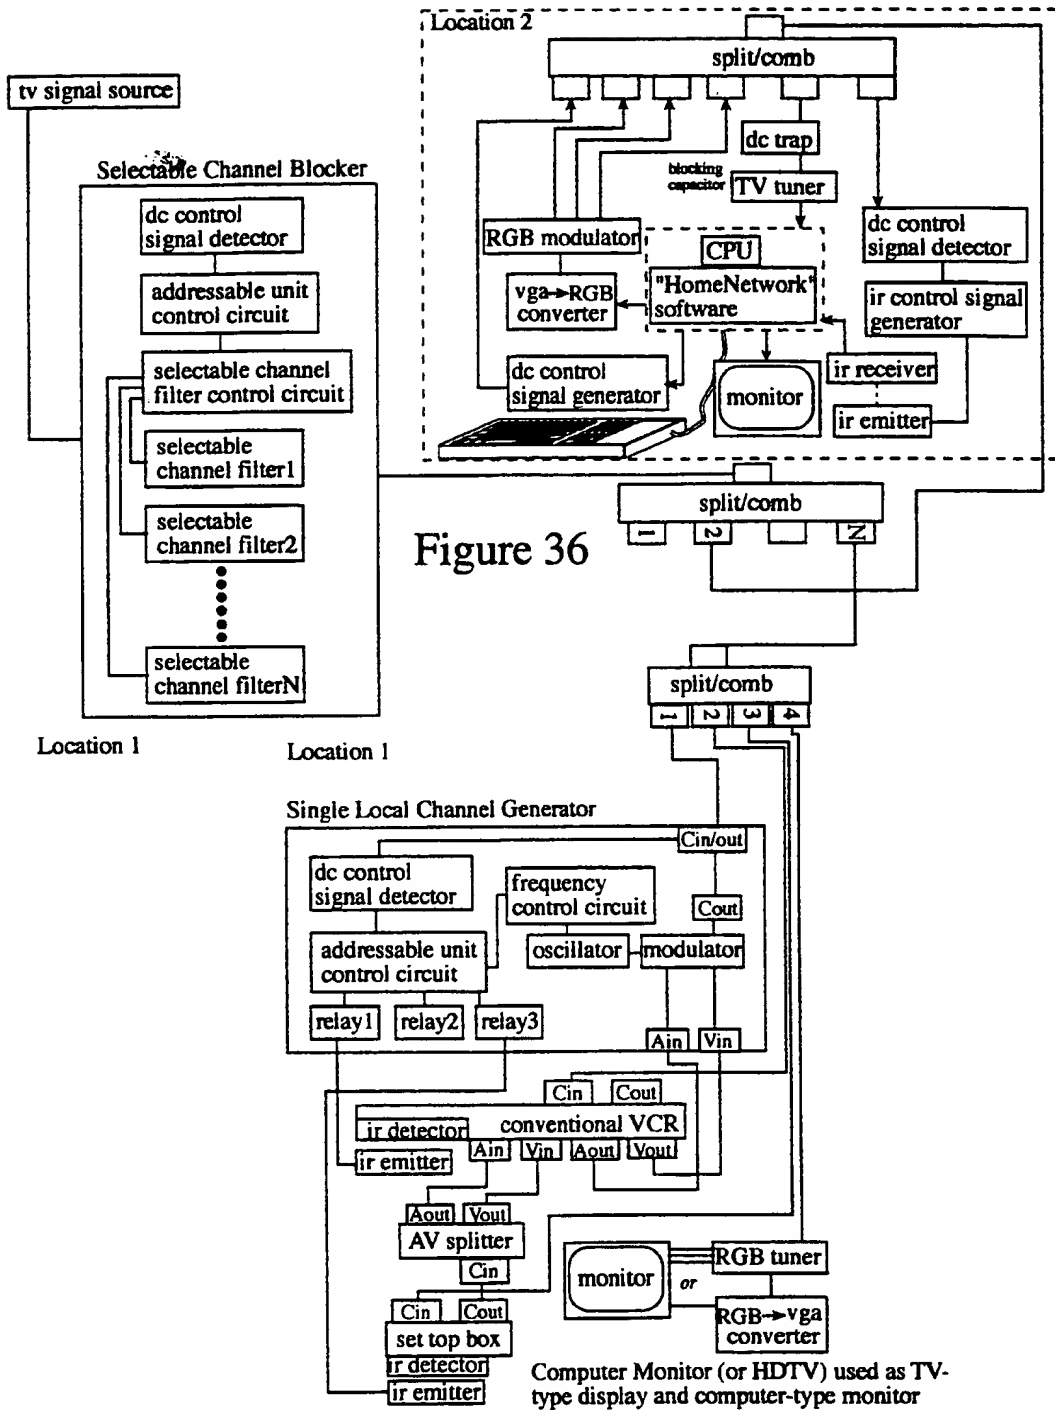 Location 2
split/comb
tv signal source
dc trap
Selectable Channel Blocker
blocking
capacitor
TV tuner
dc control
signal detector
RGB modulator
CPU
dc control
signal detector
addressable unit
control circuit
vga→RGB
converter
"HomeNetwork"
software
ir control signal
generator
selectable channel
filter control circuit
dc control
signal generator
monitor
ir receiver
ir emitter
selectable
channel filter1
split/comb
1
2
N
selectable
channel filter2
Figure 36
selectable
channel filterN
split/comb
1
2
3
4
Location 1
Location 1
Single Local Channel Generator
Cin/out
dc control
signal detector
frequency
control circuit
Cout
addressable unit
control circuit
oscillator
modulator
relay1
relay2
relay3
Ain
Vin
Cin
Cout
ir detector
conventional VCR
ir emitter
Ain
Vin
Aout
Vout
Aout
Vout
AV splitter
Cin
monitor
or
RGB tuner
Cin
Cout
set top box
RGB→vga
converter
ir detector
ir emitter
Computer Monitor (or HDTV) used as TV-
type display and computer-type monitor